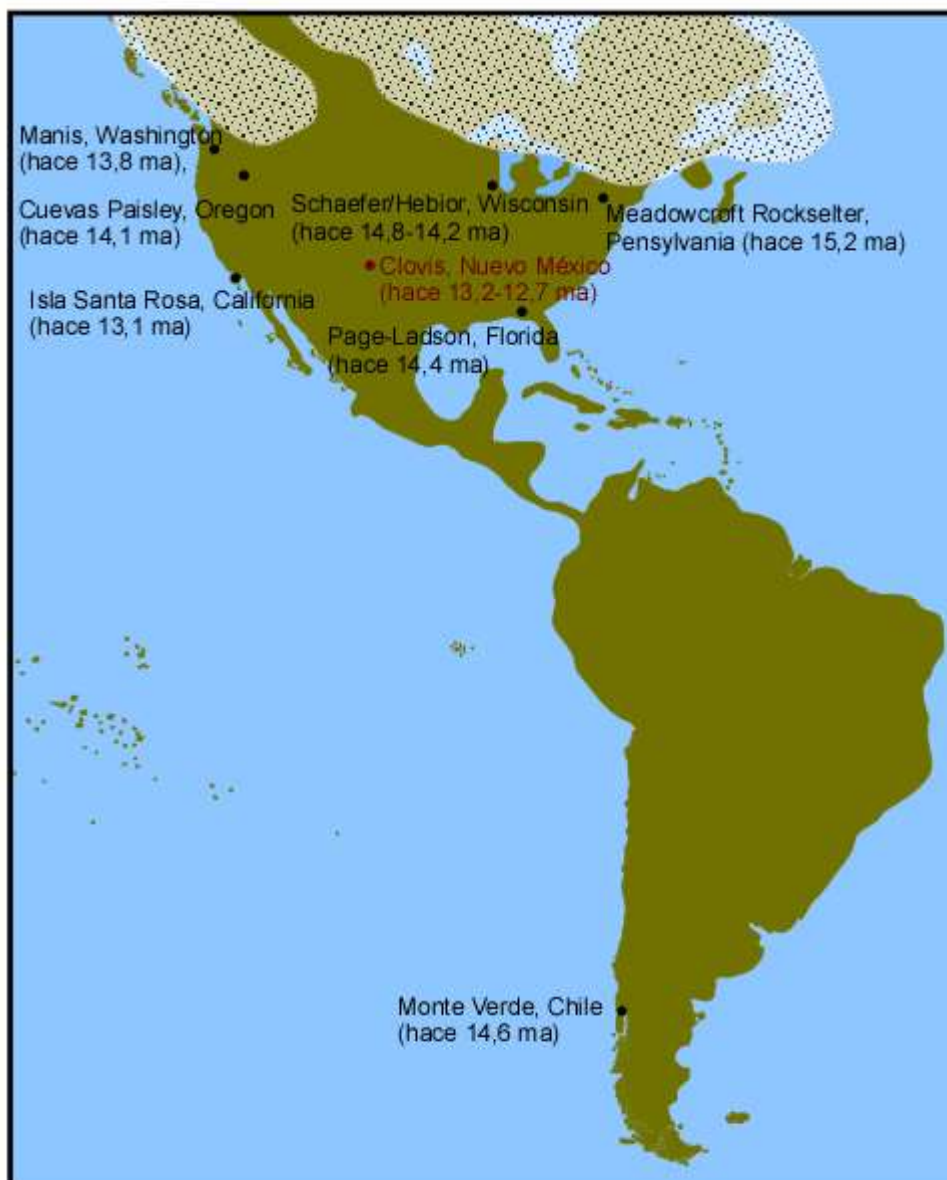 Manis, Washington
(hace 13,8 ma),
Cuevas Paisley, Oregon
(hace 14,1 ma)
Schaefer/Hebior, Wisconsin
(hace 14,8-14,2 ma)
Meadowcroft Rockselter,
Pensylvania (hace 15,2 ma)
Clovis, Nuevo México
(hace 13,2-12,7 ma)
Isla Santa Rosa, California
(hace 13,1 ma)
Page-Ladson, Florida
(hace 14,4 ma)
Monte Verde, Chile
(hace 14,6 ma)